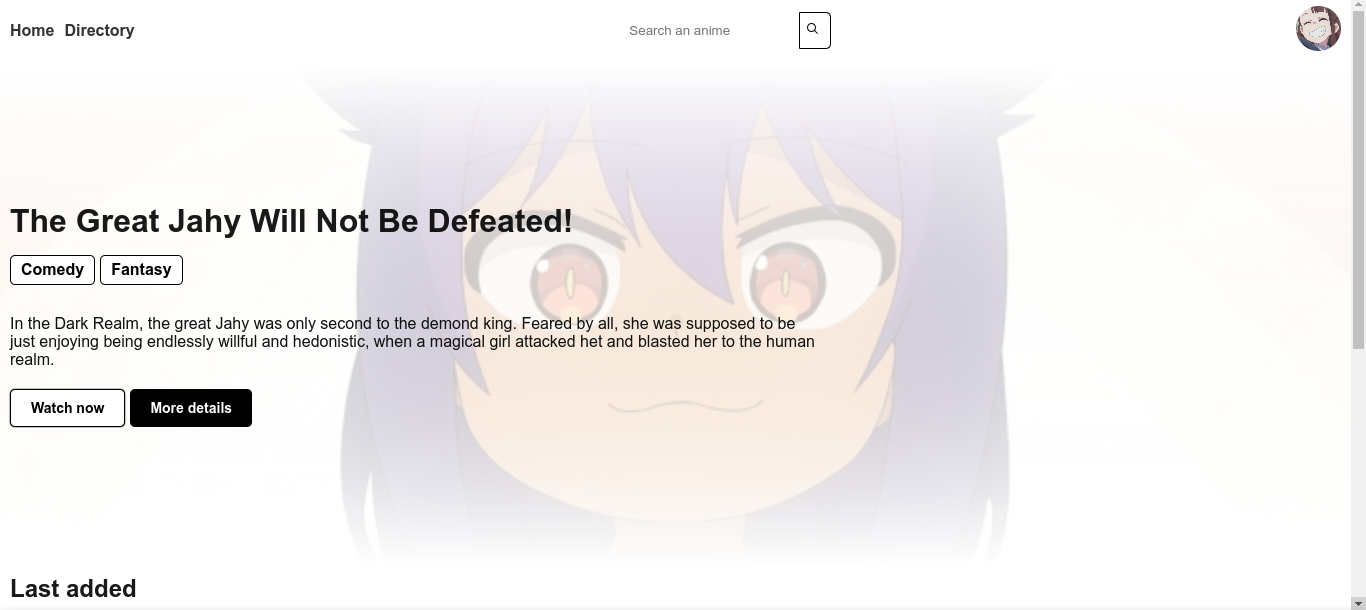 Home Directory Search an anime
The Great Jahy Will Not Be Defeated!
Comedy Fantasy
In the Dark Realm, the great Jahy was only second to the demond king. Feared by all, she was supposed to be
just enjoying being endlessly willful and hedonistic, when a magical girl attacked het and blasted her to the human
realm.
Watch now More details
Last added